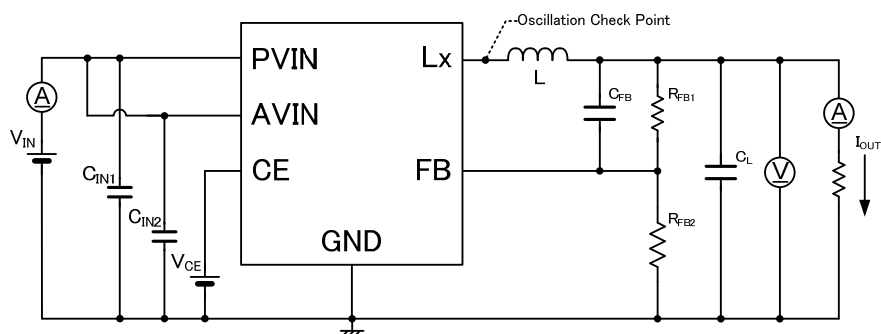 Oscillation Check Point
PVIN
Lx
L
A
AVIN
CFB
RFB1
A
VIN
IOUT
CE
FB
CIN1
CL
V
CIN2
RFB2
GND
VCE